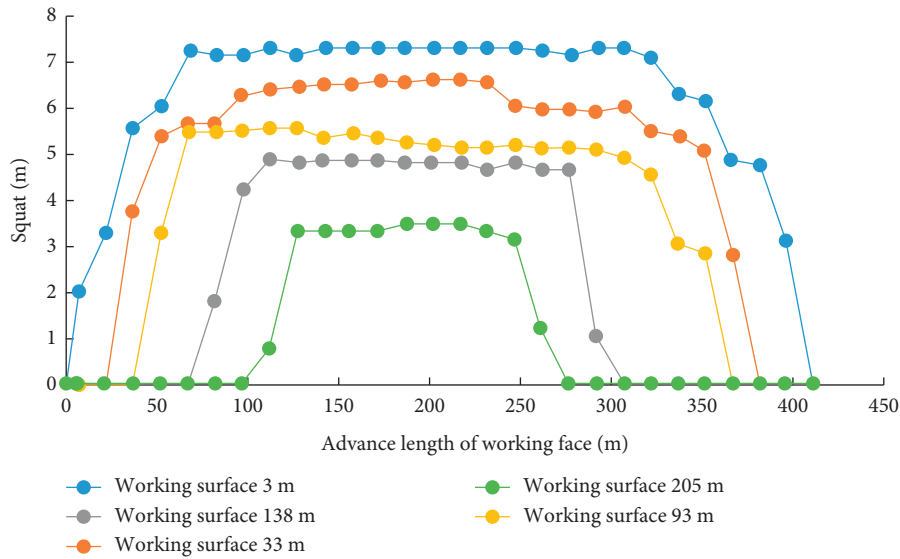 8
7
6
5
4
3
2
1
0
Squat (m)
0 50 100 150 200 250 300 350 400 450
Advance length of working face (m)
Working surface 3 m
Working surface 138 m
Working surface 33 m
Working surface 205 m
Working surface 93 m